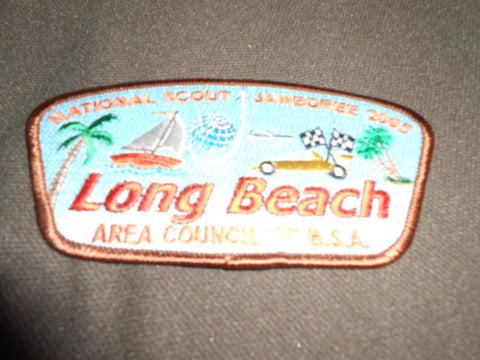 NATIONAL SCOUT JAMBOREE 2005
Long Beach
AREA COUNCIL B.S.A.